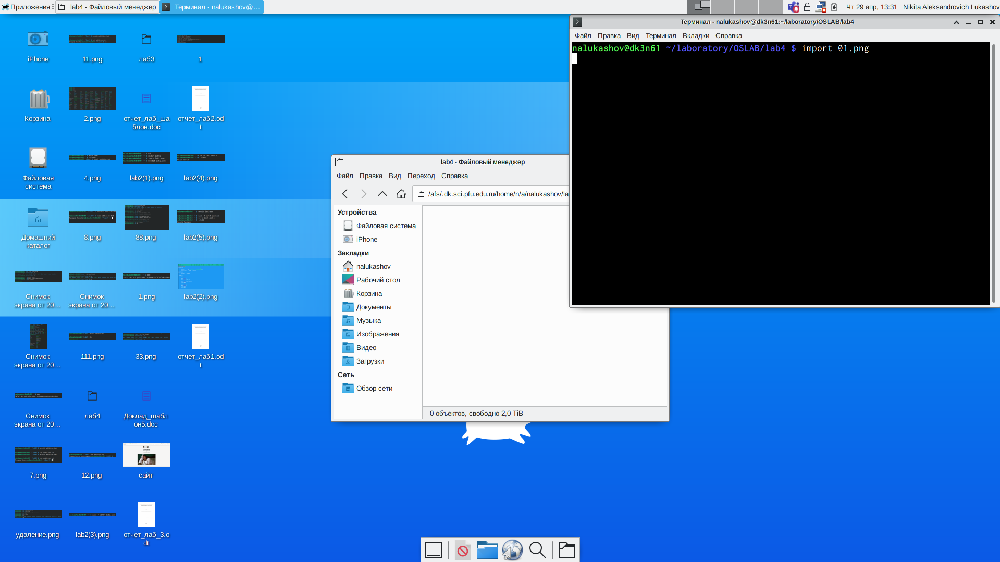 Приложения
lab4 - Файловый менеджер
Терминал - nalukashov@...
Чт 29 апр, 13:31
Nikita Aleksandrovich Lukashov
iPhone
11.png
лаб3
1
Корзина
2.png
отчет_лаб_ша
блон.doc
отчет_лаб2.od
t
Файловая
система
4.png
lab2(1).png
lab2(4).png
Домашний
каталог
8.png
88.png
lab2(5).png
Снимок
экрана от 20...
Снимок
экрана от 20...
1.png
lab2(2).png
Снимок
экрана от 20...
111.png
33.png
отчет_лаб1.od
t
Снимок
экрана от 20...
лаб4
Доклад_шабл
он5.doc
7.png
12.png
сайт
удаление.png
lab2(3).png
отчет_лаб_3.о
dt
lab4 - Файловый менеджер
Файл Правка Вид Переход Справка
/afs/.dk.sci.pfu.edu.ru/home/n/a/nalukashov/la
Устройства
Файловая система
iPhone
Закладки
nalukashov
Рабочий стол
Корзина
Документы
Музыка
Изображения
Видео
Загрузки
Сеть
Обзор сети
0 объектов, свободно 2,0 TiB
Терминал - nalukashov@dk3n61:~/laboratory/OSLAB/lab4
Файл Правка Вид Терминал Вкладки Справка
nalukashov@dk3n61 ~/laboratory/OSLAB/lab4 $ import 01.png